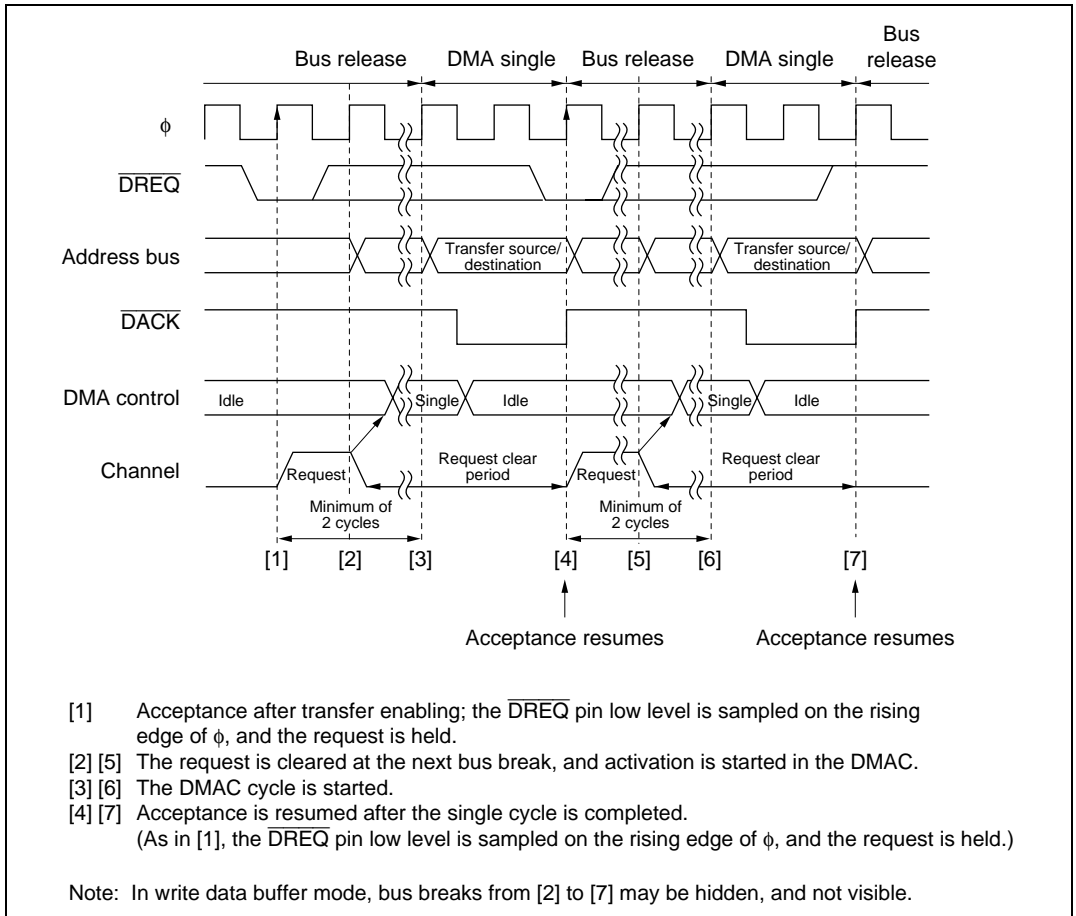 Bus
release
Bus release DMA single Bus release DMA single
φ
DREQ
Address bus Transfer source/
destination Transfer source/
destination
DACK
DMA control Idle Single Idle Single Idle
Channel Request Request clear
period Request Request clear
period
Minimum of
2 cycles Minimum of
2 cycles
[1] [2] [3] [4] [5] [6] [7]
Acceptance resumes Acceptance resumes
[1] Acceptance after transfer enabling; the DREQ pin low level is sampled on the rising
edge of φ, and the request is held.
[2] [5] The request is cleared at the next bus break, and activation is started in the DMAC.
[3] [6] The DMAC cycle is started.
[4] [7] Acceptance is resumed after the single cycle is completed.
(As in [1], the DREQ pin low level is sampled on the rising edge of φ, and the request is held.)
Note: In write data buffer mode, bus breaks from [2] to [7] may be hidden, and not visible.